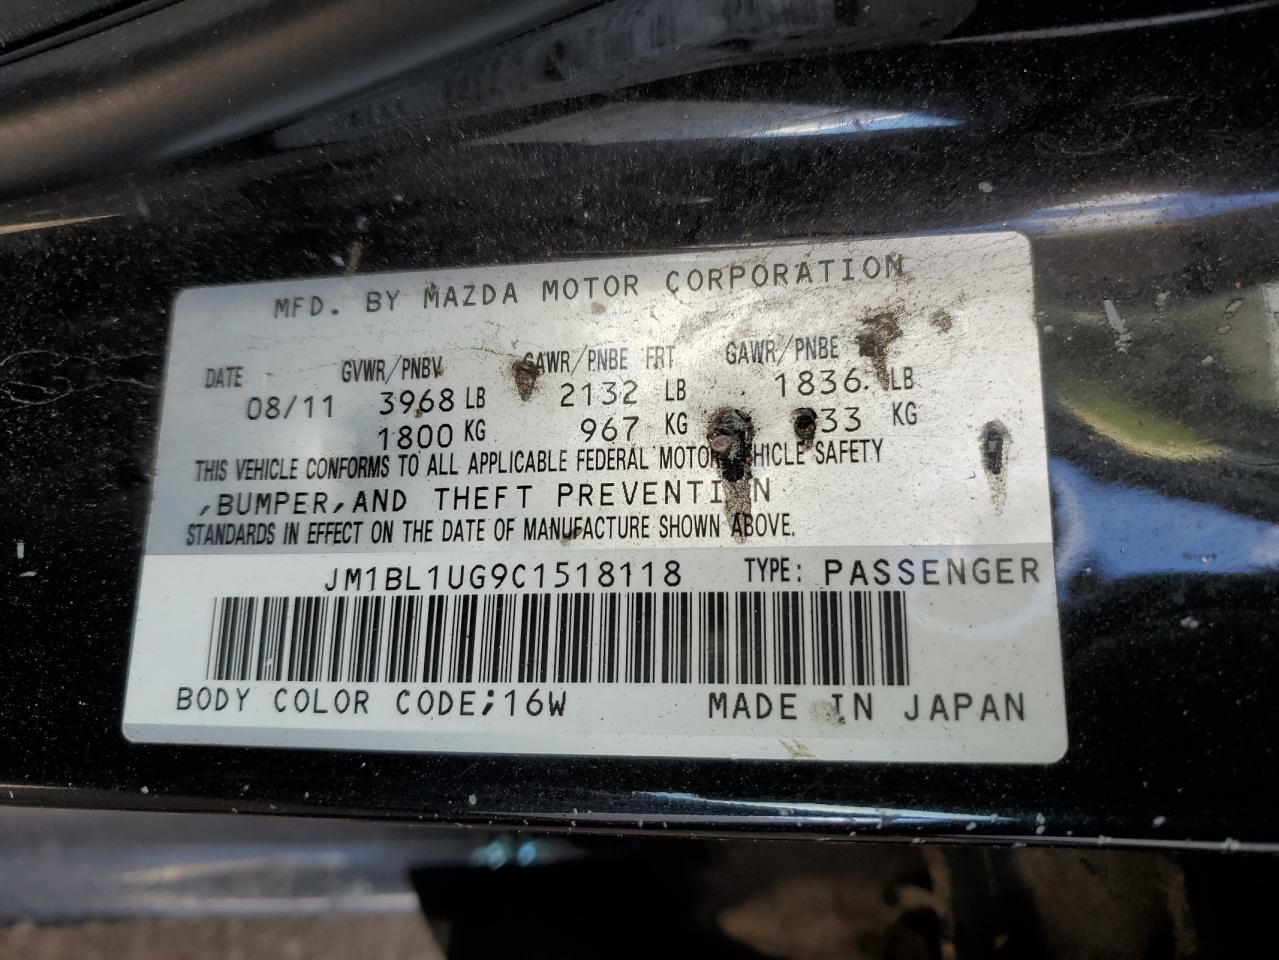 MFD. BY MAZDA MOTOR CORPORATION
DATE GVWR/PNBV GAWR/PNBE FRT GAWR/PNBE
08/11 3968 LB 2132 LB 1836 LB
1800 KG 967 KG 33 KG
THIS VEHICLE CONFORMS TO ALL APPLICABLE FEDERAL MOTOR VEHICLE SAFETY
,BUMPER,AND THEFT PREVENTION
STANDARDS IN EFFECT ON THE DATE OF MANUFACTURE SHOWN ABOVE.
JM1BL1UG9C1518118 TYPE: PASSENGER
BODY COLOR CODE;16W MADE IN JAPAN